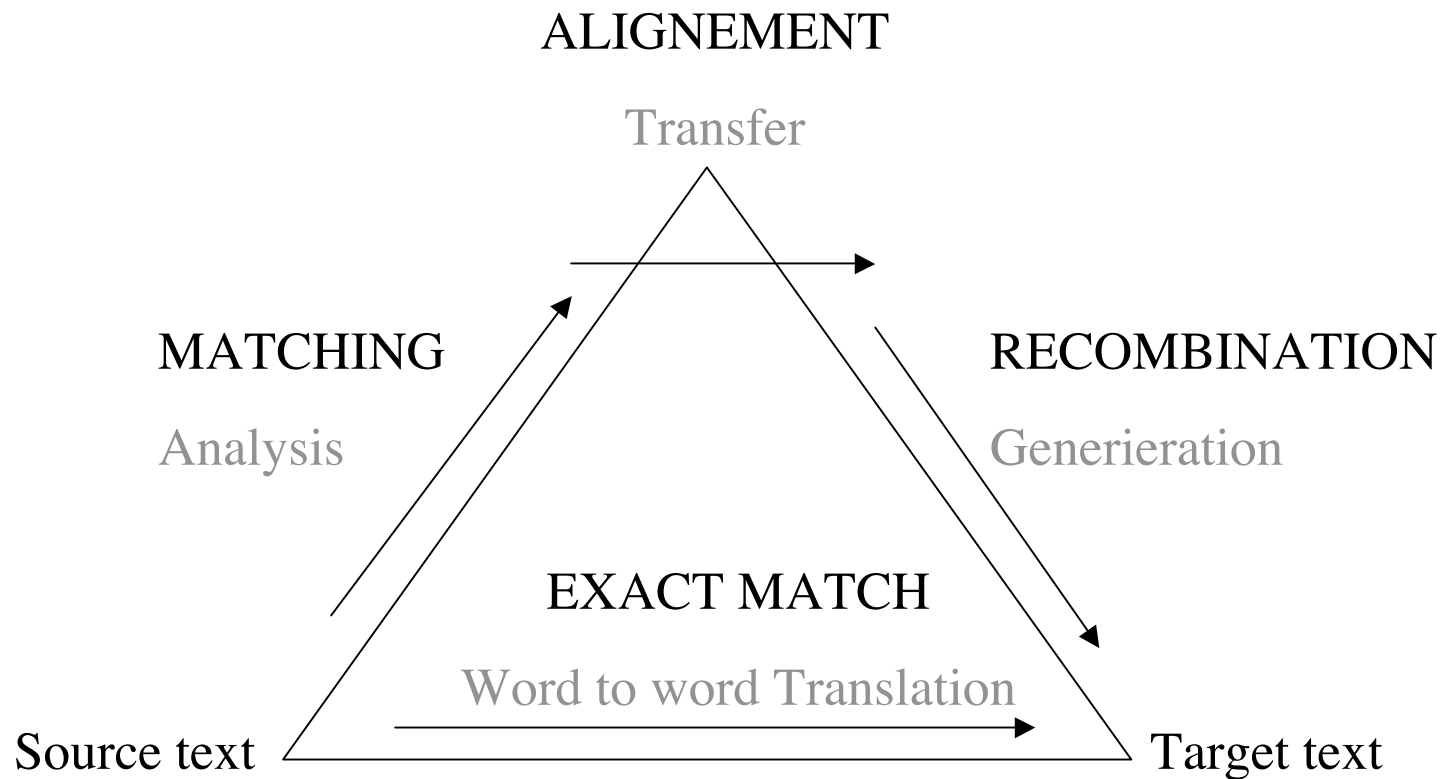 ALIGNEMENT
Transfer
MATCHING
Analysis
RECOMBINATION
Generieration
EXACT MATCH
Word to word Translation
Source text
Target text